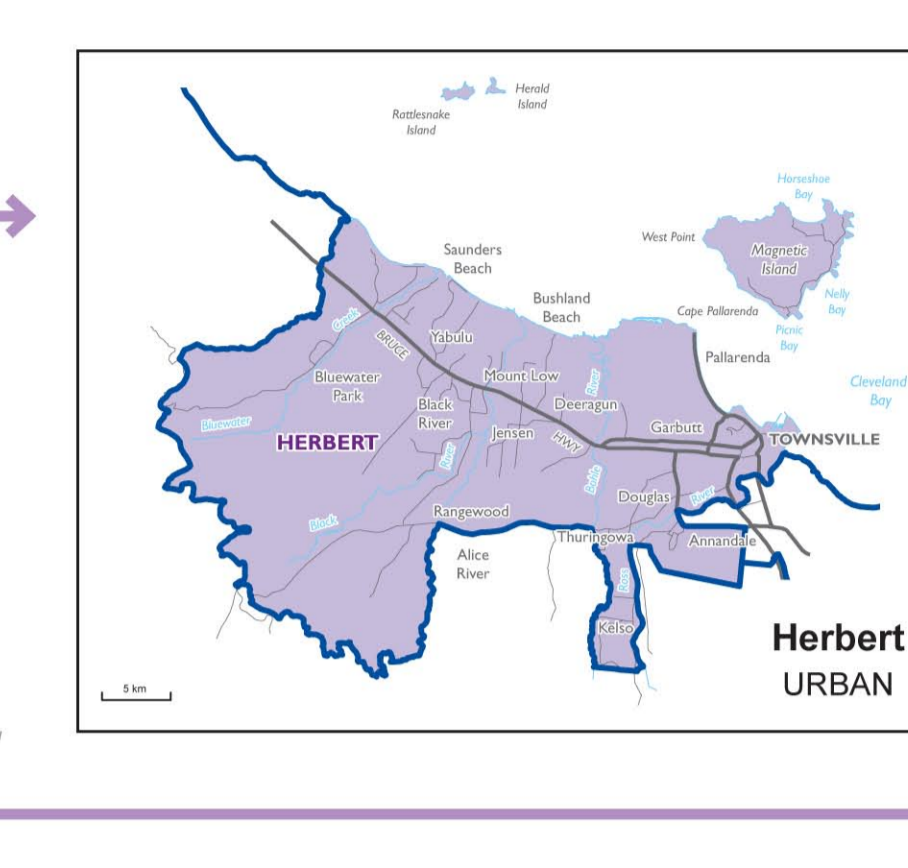 Herald
Island
Rattlesnake
Island
Horseshoe
Bay
West Point
Magnetic
Island
Saunders
Beach
Nelly
Bay
Bushland
Beach
Cape Pallarenda
Picnic
Bay
Creek
BRUCE
Yabulu
Pallarenda
Bluewater
Park
Mount Low
River
Cleveland
Bay
Black
River
Deeragun
Bluewater
HERBERT
Jensen
HWY
Garbutt
TOWNSVILLE
River
Bohle
Douglas
River
Black
Rangewood
Thuringowa
Annandale
Alice
River
Ross
Kelso
Herbert
URBAN
5 km